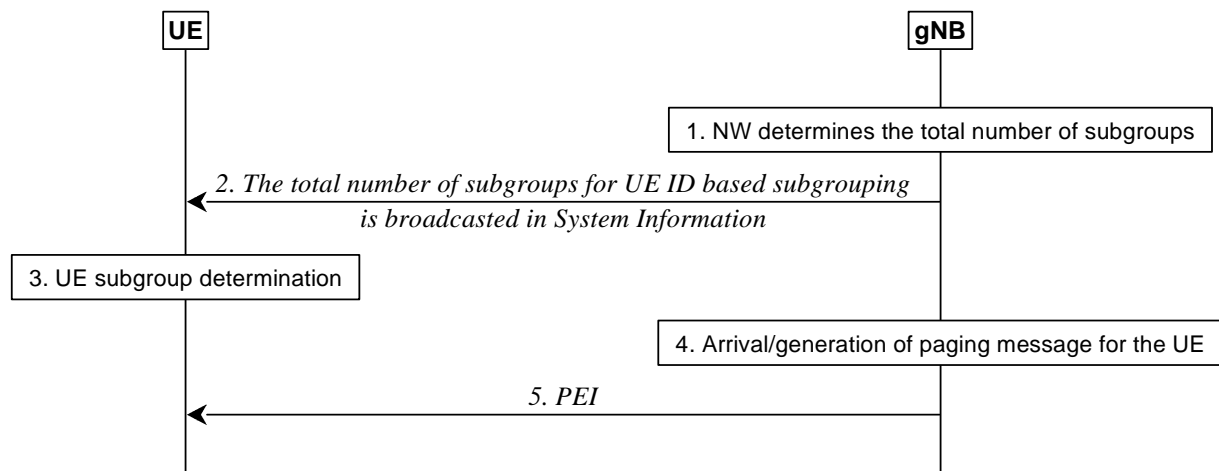 UE
gNB
1. NW determines the total number of subgroups
2. The total number of subgroups for UE ID based subgrouping
is broadcasted in System Information
3. UE subgroup determination
4. Arrival/generation of paging message for the UE
5. PEI